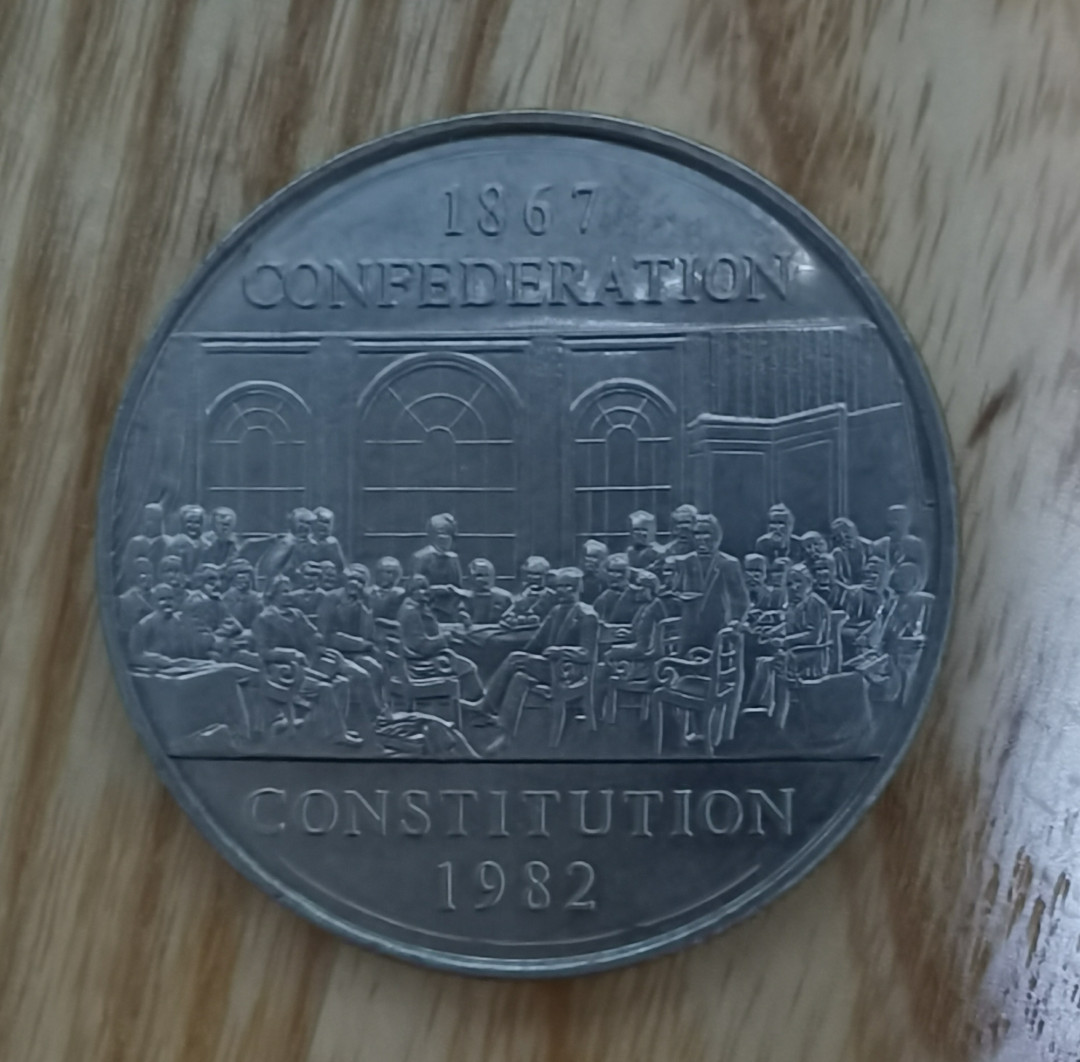 1867
CONFEDERATION
CONSTITUTION
1982